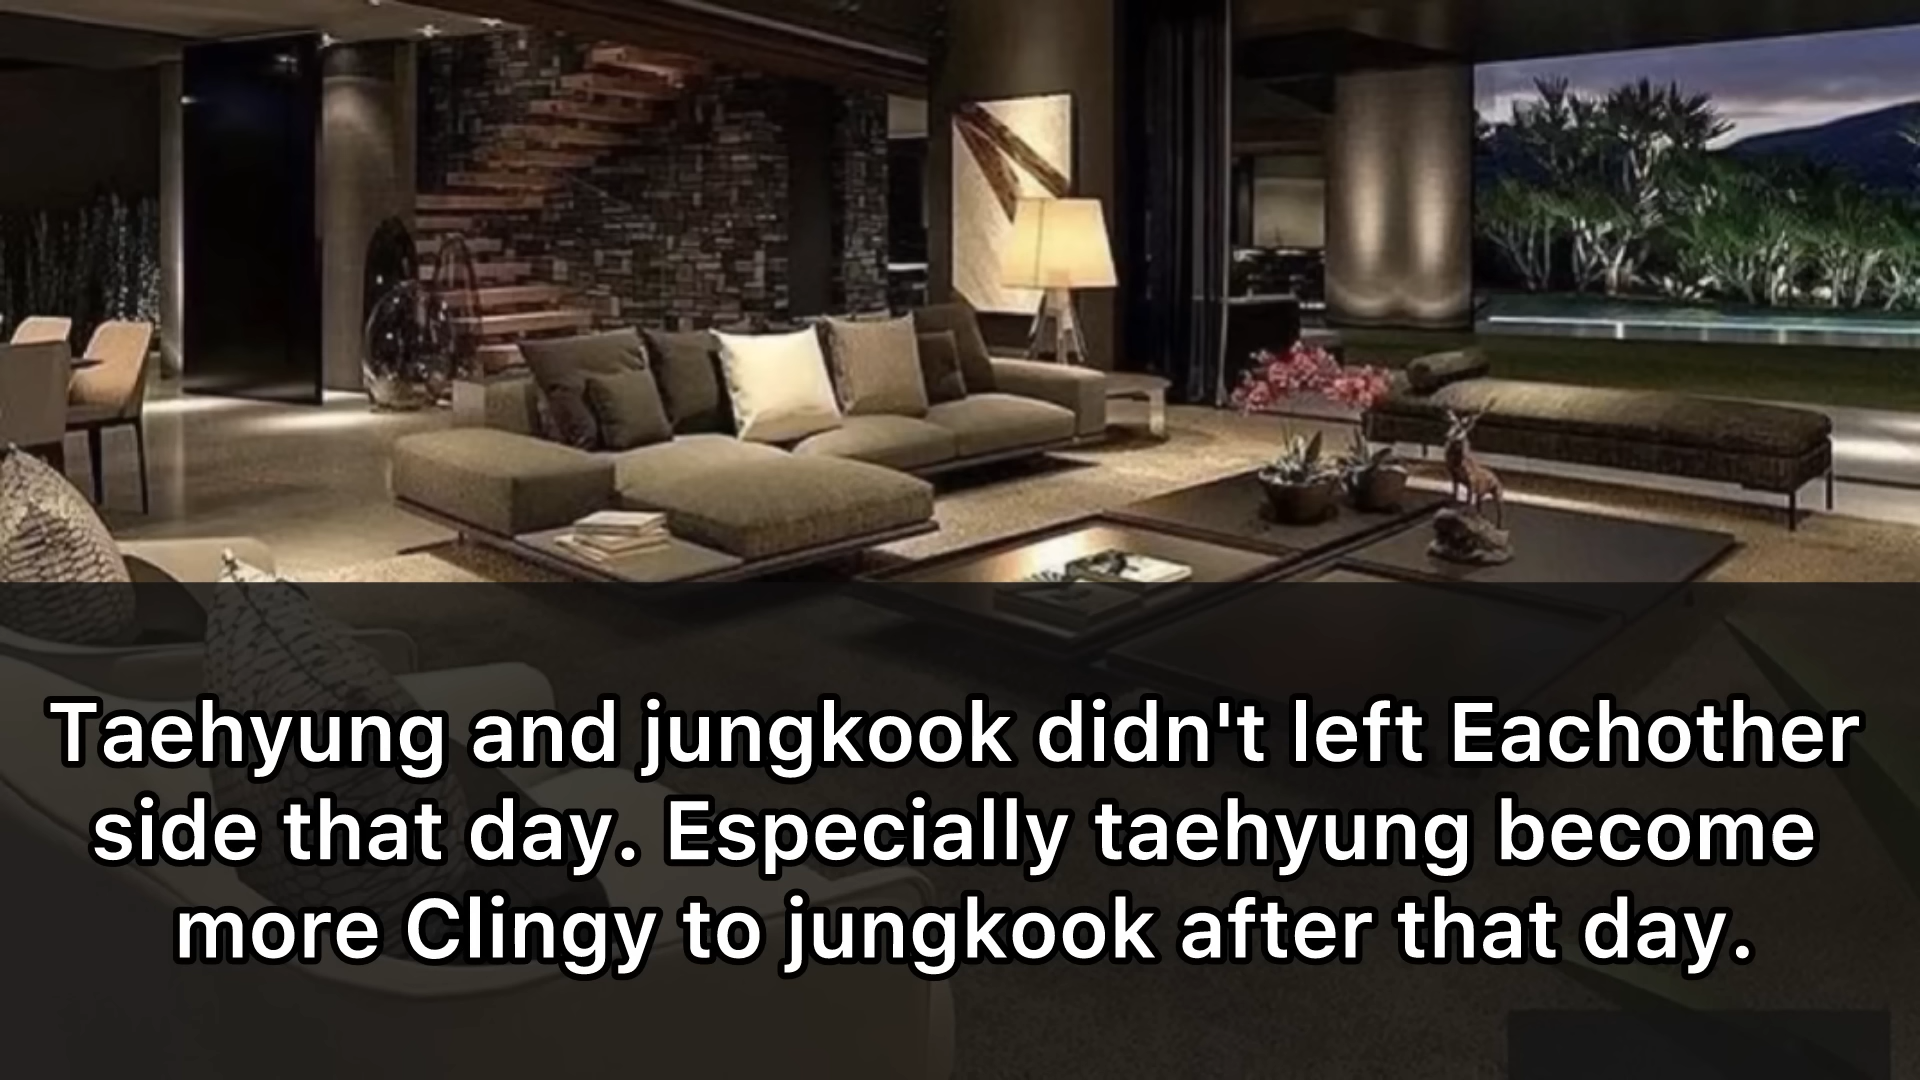 Taehyung and jungkook didn't left Eachother
side that day. Especially taehyung become
more Clingy to jungkook after that day.